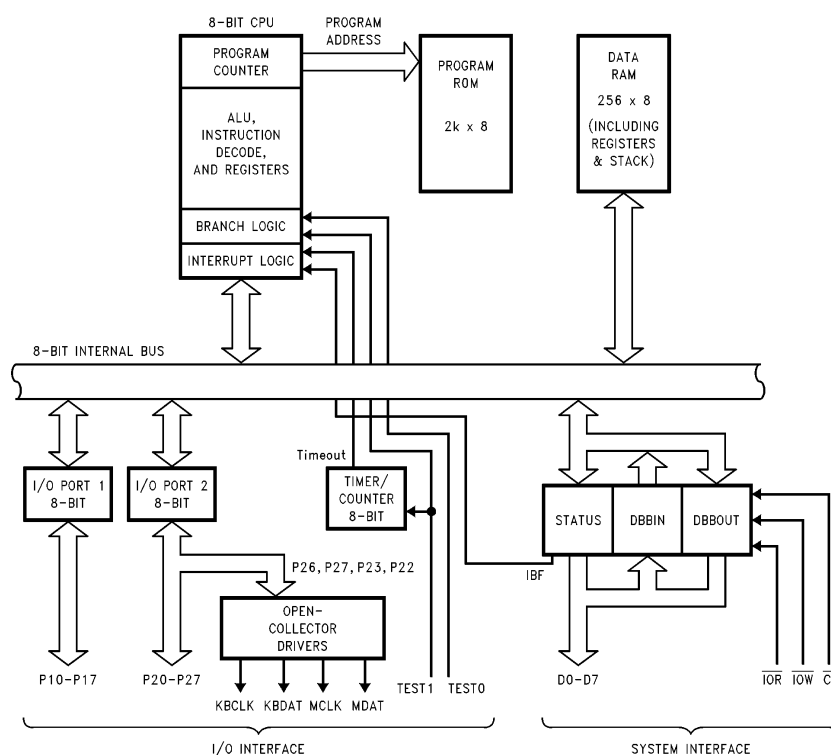 8-BIT CPU
PROGRAM
COUNTER
ALU,
INSTRUCTION
DECODE,
AND REGISTERS
BRANCH LOGIC
INTERRUPT LOGIC
PROGRAM
ADDRESS
PROGRAM
ROM
2k x 8
DATA
RAM
256 x 8
(INCLUDING
REGISTERS
& STACK)
8-BIT INTERNAL BUS
I/O PORT 1
8-BIT
I/O PORT 2
8-BIT
Timeout
TIMER/
COUNTER
8-BIT
STATUS
DBBIN
DBBOUT
IBF
P26, P27, P23, P22
OPEN-
COLLECTOR
DRIVERS
P10-P17
P20-P27
KBCLK
KBDAT
MCLK
MDAT
TEST1
TEST0
D0-D7
IOR
IOW
I/O INTERFACE
SYSTEM INTERFACE